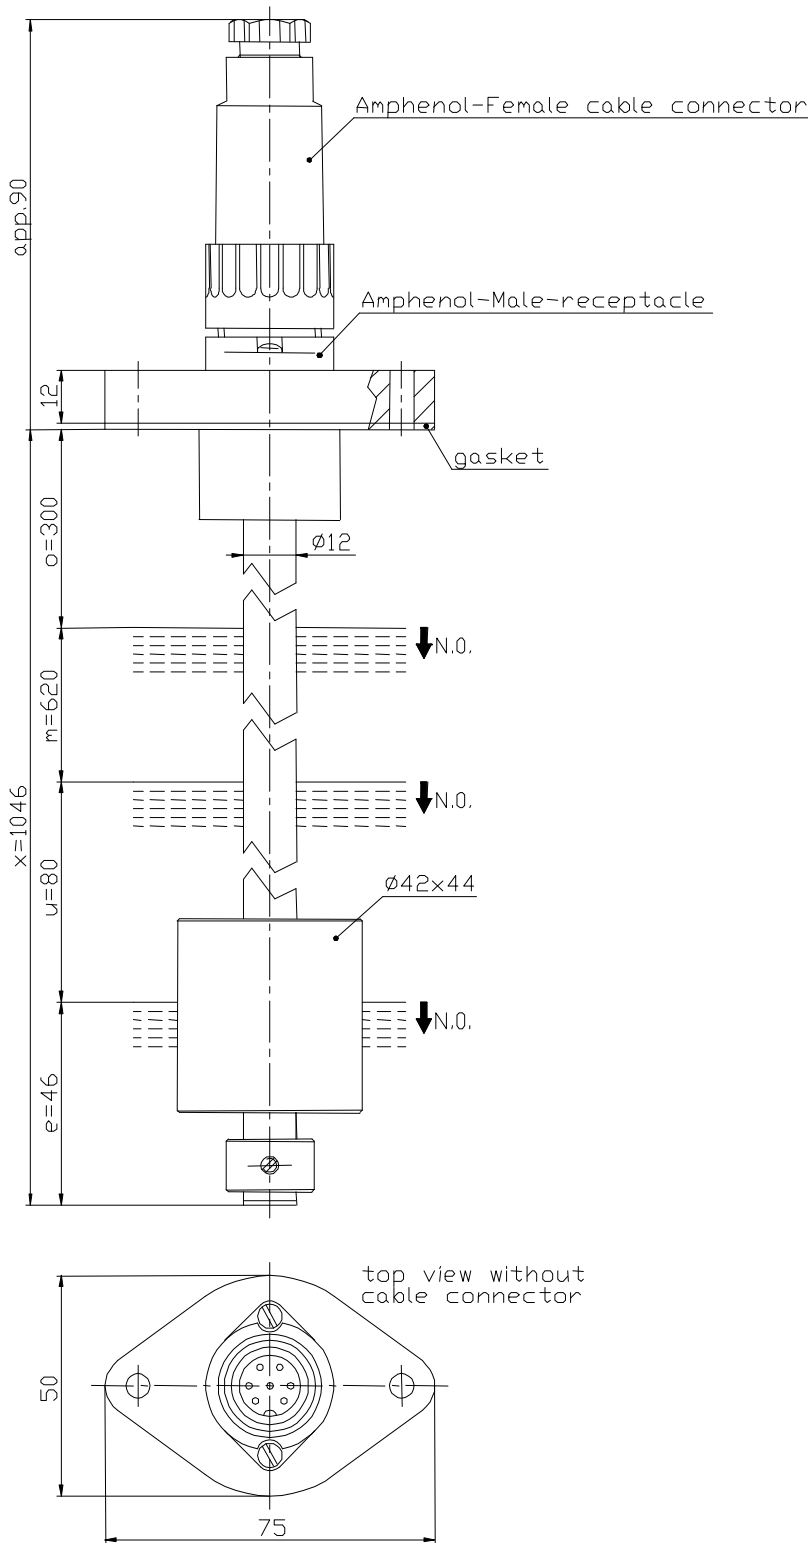 Amphenol-Female cable connector
app.90
Amphenol-Male-receptacle
12
gasket
o=300
ø12
N.O.
m=620
N.O.
x=1046
u=80
ø42x44
N.O.
e=46
top view without
cable connector
50
75